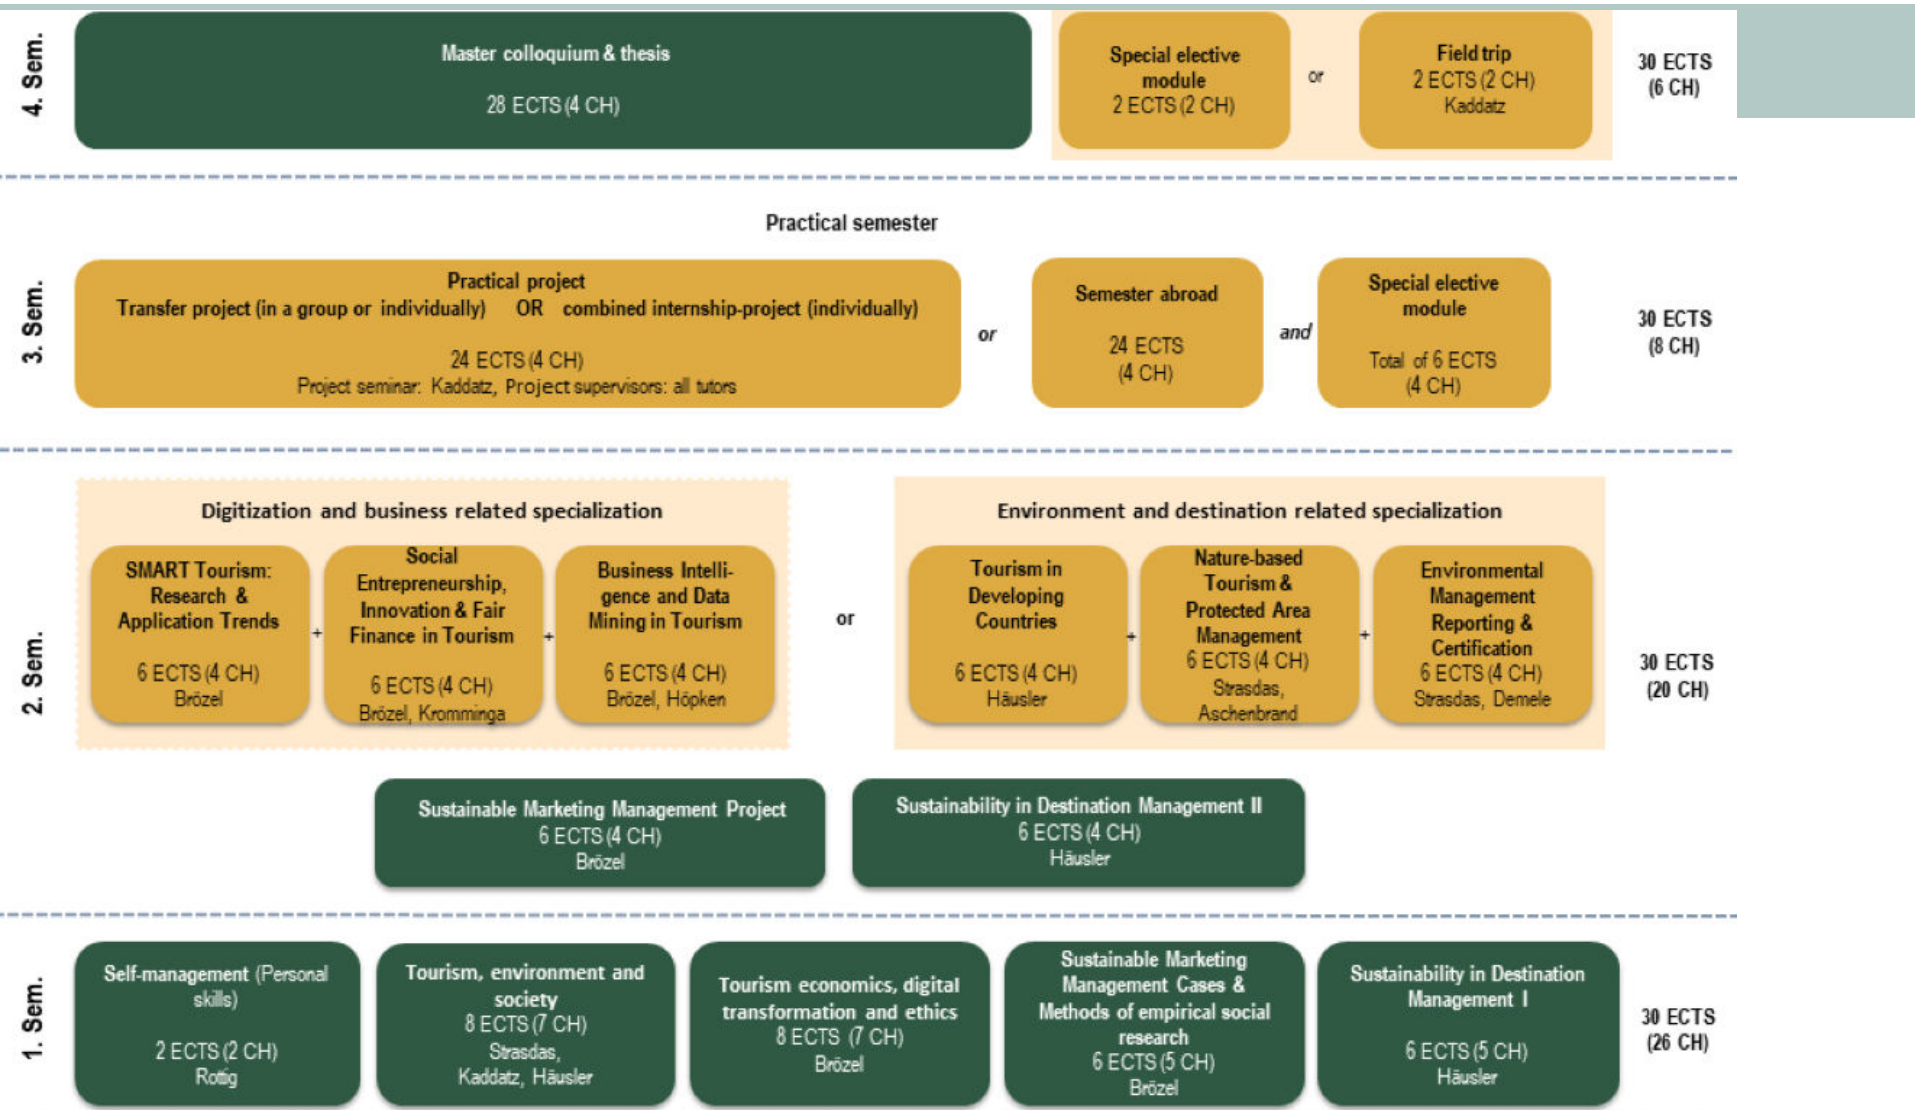 4. Sem.
Master colloquium & thesis
28 ECTS (4 CH)
Special elective
module
2 ECTS (2 CH)
or
Field trip
2 ECTS (2 CH)
Kaddatz
30 ECTS
(6 CH)
Practical semester
3. Sem.
Practical project
Transfer project (in a group or individually) OR combined internship-project (individually)
24 ECTS (4 CH)
Project seminar: Kaddatz, Project supervisors: all tutors
or
Semester abroad
24 ECTS
(4 CH)
and
Special elective
module
Total of 6 ECTS
(4 CH)
30 ECTS
(8 CH)
2. Sem.
Digitization and business related specialization
SMART Tourism:
Research &
Application Trends
6 ECTS (4 CH)
Brözel
+
Social
Entrepreneurship,
Innovation & Fair
Finance in Tourism
6 ECTS (4 CH)
Brözel, Kromminga
+
Business Intelli-
gence and Data
Mining in Tourism
6 ECTS (4 CH)
Brözel, Höpken
or
Environment and destination related specialization
Tourism in
Developing
Countries
6 ECTS (4 CH)
Häusler
+
Nature-based
Tourism &
Protected Area
Management
6 ECTS (4 CH)
Strasdas,
Aschenbrand
+
Environmental
Management
Reporting &
Certification
6 ECTS (4 CH)
Strasdas, Demele
30 ECTS
(20 CH)
Sustainable Marketing Management Project
6 ECTS (4 CH)
Brözel
Sustainability in Destination Management II
6 ECTS (4 CH)
Häusler
1. Sem.
Self-management (Personal
skills)
2 ECTS (2 CH)
Rottig
Tourism, environment and
society
8 ECTS (7 CH)
Strasdas,
Kaddatz, Häusler
Tourism economics, digital
transformation and ethics
8 ECTS (7 CH)
Brözel
Sustainable Marketing
Management Cases &
Methods of empirical social
research
6 ECTS (5 CH)
Brözel
Sustainability in Destination
Management I
6 ECTS (5 CH)
Häusler
30 ECTS
(26 CH)